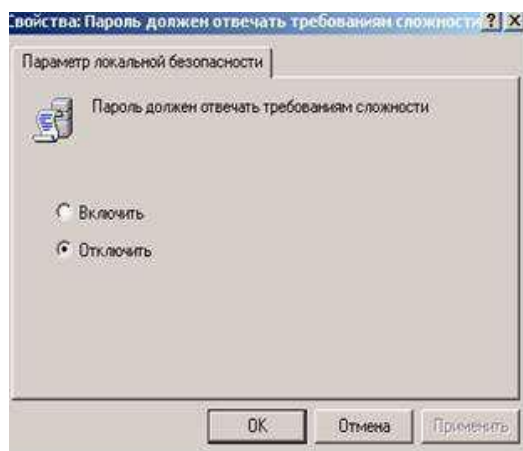 Свойства: Пароль должен отвечать требованиям сложности
Параметр локальной безопасности
Пароль должен отвечать требованиям сложности
Включить
Отключить
OK
Отмена
Применить